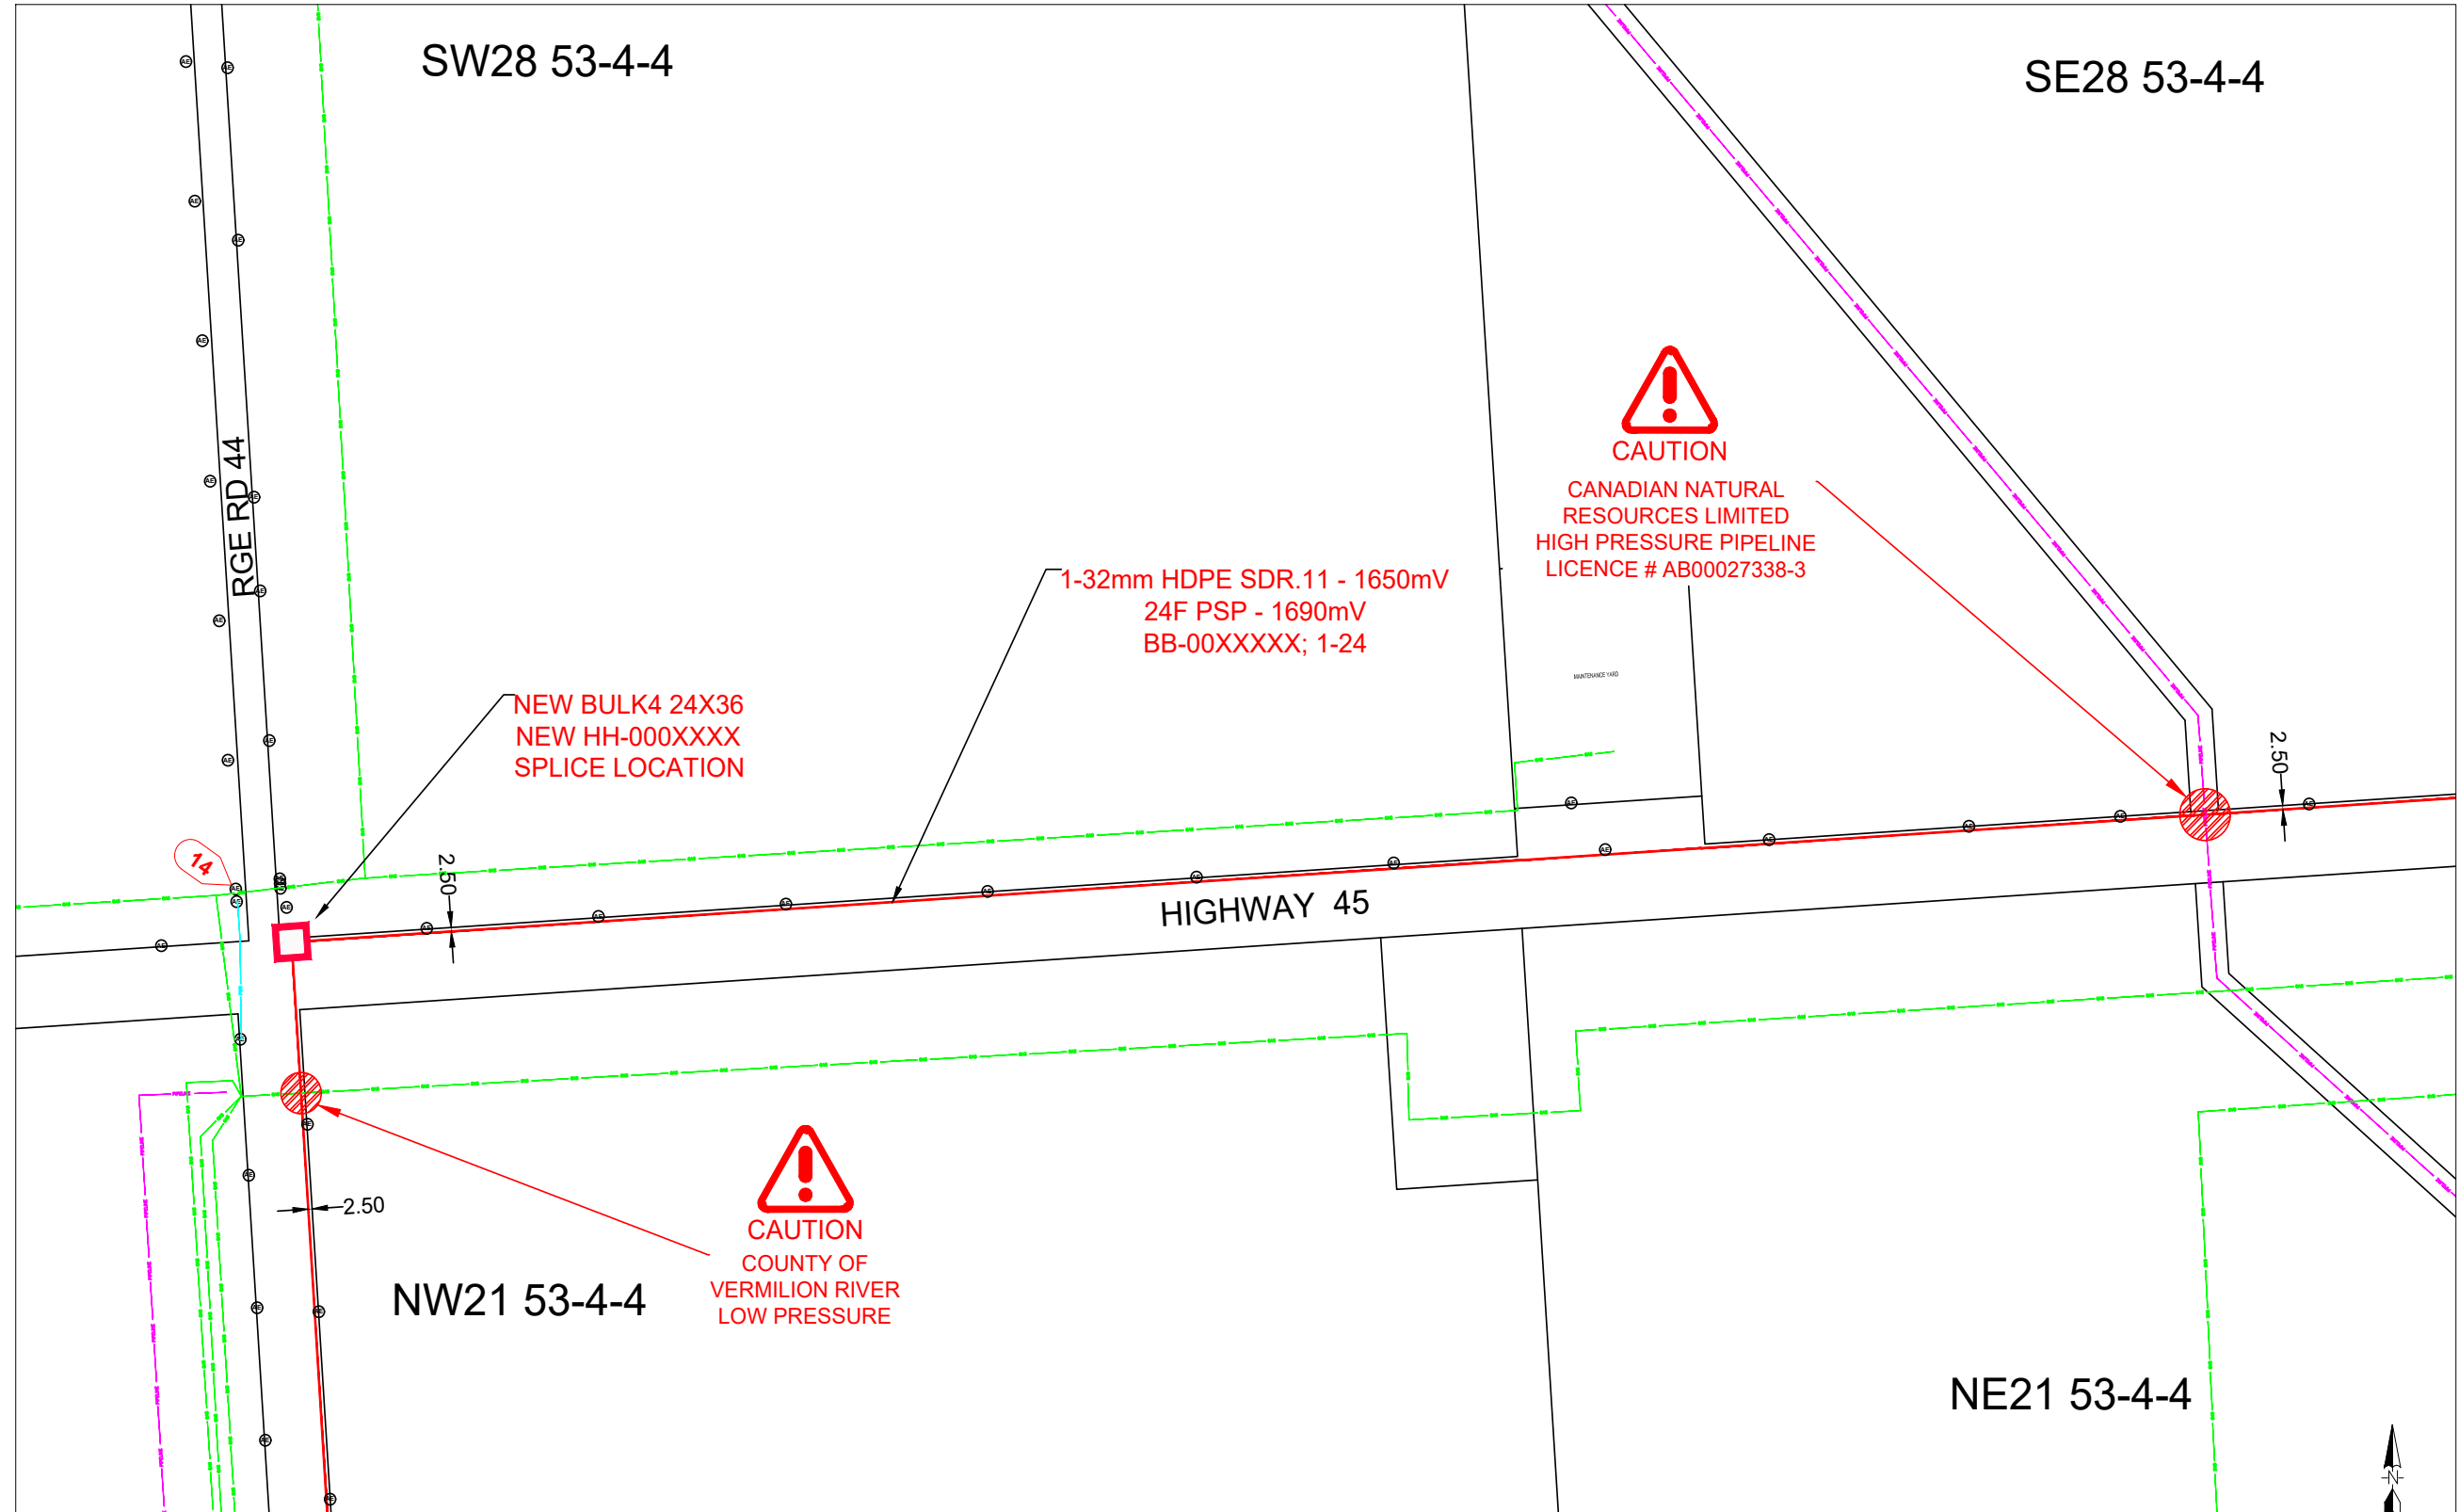 SW28 53-4-4
SE28 53-4-4
RGE RD 44
CAUTION
CANADIAN NATURAL
RESOURCES LIMITED
HIGH PRESSURE PIPELINE
LICENCE # AB00027338-3
1-32mm HDPE SDR.11 - 1650mV
24F PSP - 1690mV
BB-00XXXXX; 1-24
MAINTENANCE YARD
NEW BULK4 24X36
NEW HH-000XXXX
SPLICE LOCATION
2.50
14
2.50
HIGHWAY 45
CAUTION
COUNTY OF
VERMILION RIVER
LOW PRESSURE
2.50
NW21 53-4-4
NE21 53-4-4
N